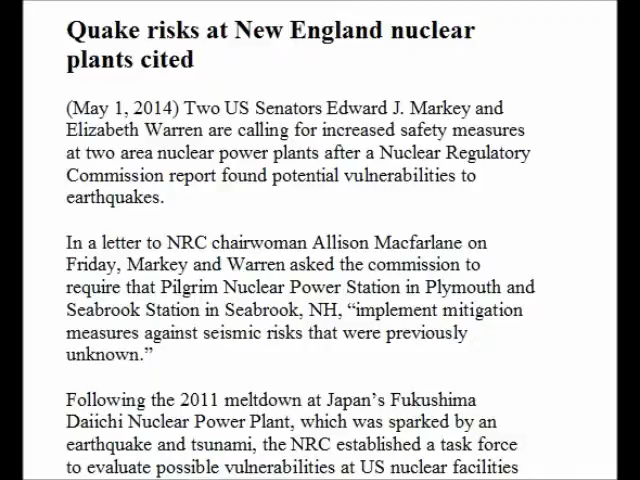 Quake risks at New England nuclear
plants cited
(May 1, 2014) Two US Senators Edward J. Markey and
Elizabeth Warren are calling for increased safety measures
at two area nuclear power plants after a Nuclear Regulatory
Commission report found potential vulnerabilities to
earthquakes.
In a letter to NRC chairwoman Allison Macfarlane on
Friday, Markey and Warren asked the commission to
require that Pilgrim Nuclear Power Station in Plymouth and
Seabrook Station in Seabrook, NH, “implement mitigation
measures against seismic risks that were previously
unknown.”
Following the 2011 meltdown at Japan’s Fukushima
Daiichi Nuclear Power Plant, which was sparked by an
earthquake and tsunami, the NRC established a task force
to evaluate possible vulnerabilities at US nuclear facilities